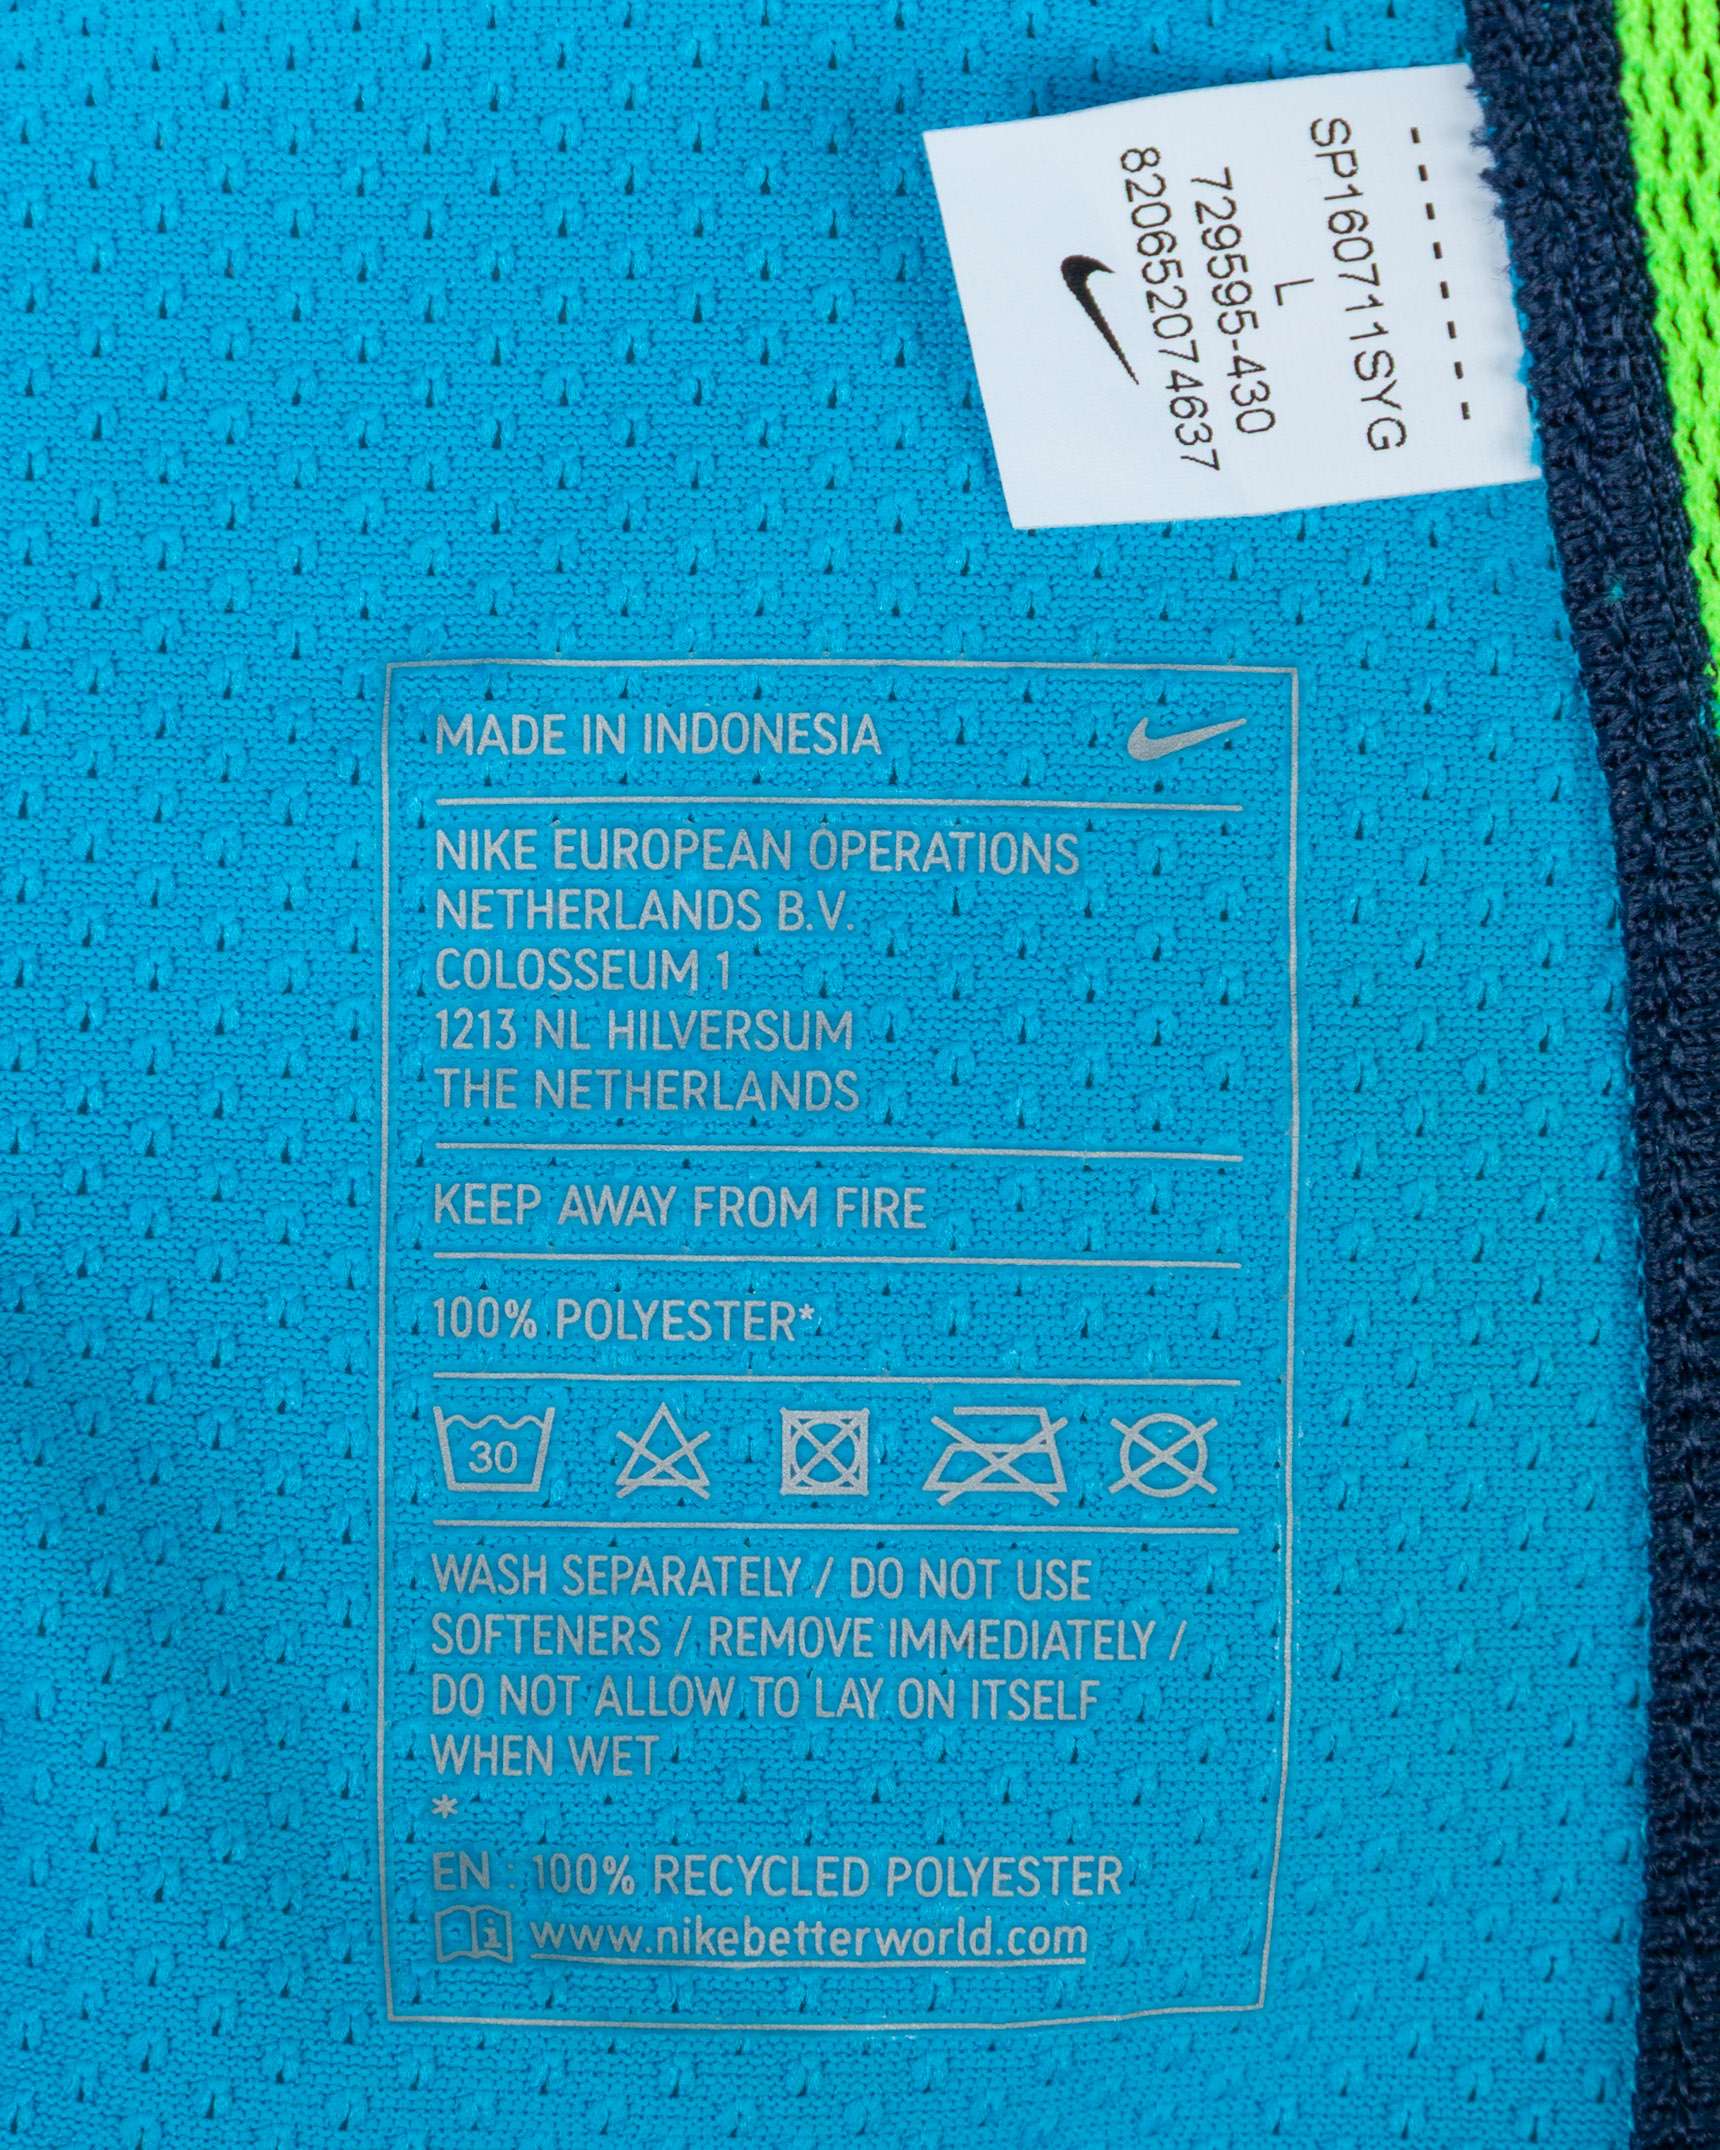 SP160711SYG
L
729595-430
820652074637
MADE IN INDONESIA
NIKE EUROPEAN OPERATIONS
NETHERLANDS B.V.
COLOSSEUM 1
1213 NL HILVERSUM
THE NETHERLANDS
KEEP AWAY FROM FIRE
100% POLYESTER*
30
WASH SEPARATELY / DO NOT USE
SOFTENERS / REMOVE IMMEDIATELY /
DO NOT ALLOW TO LAY ON ITSELF
WHEN WET
*
EN : 100% RECYCLED POLYESTER
i www.nikebetterworld.com